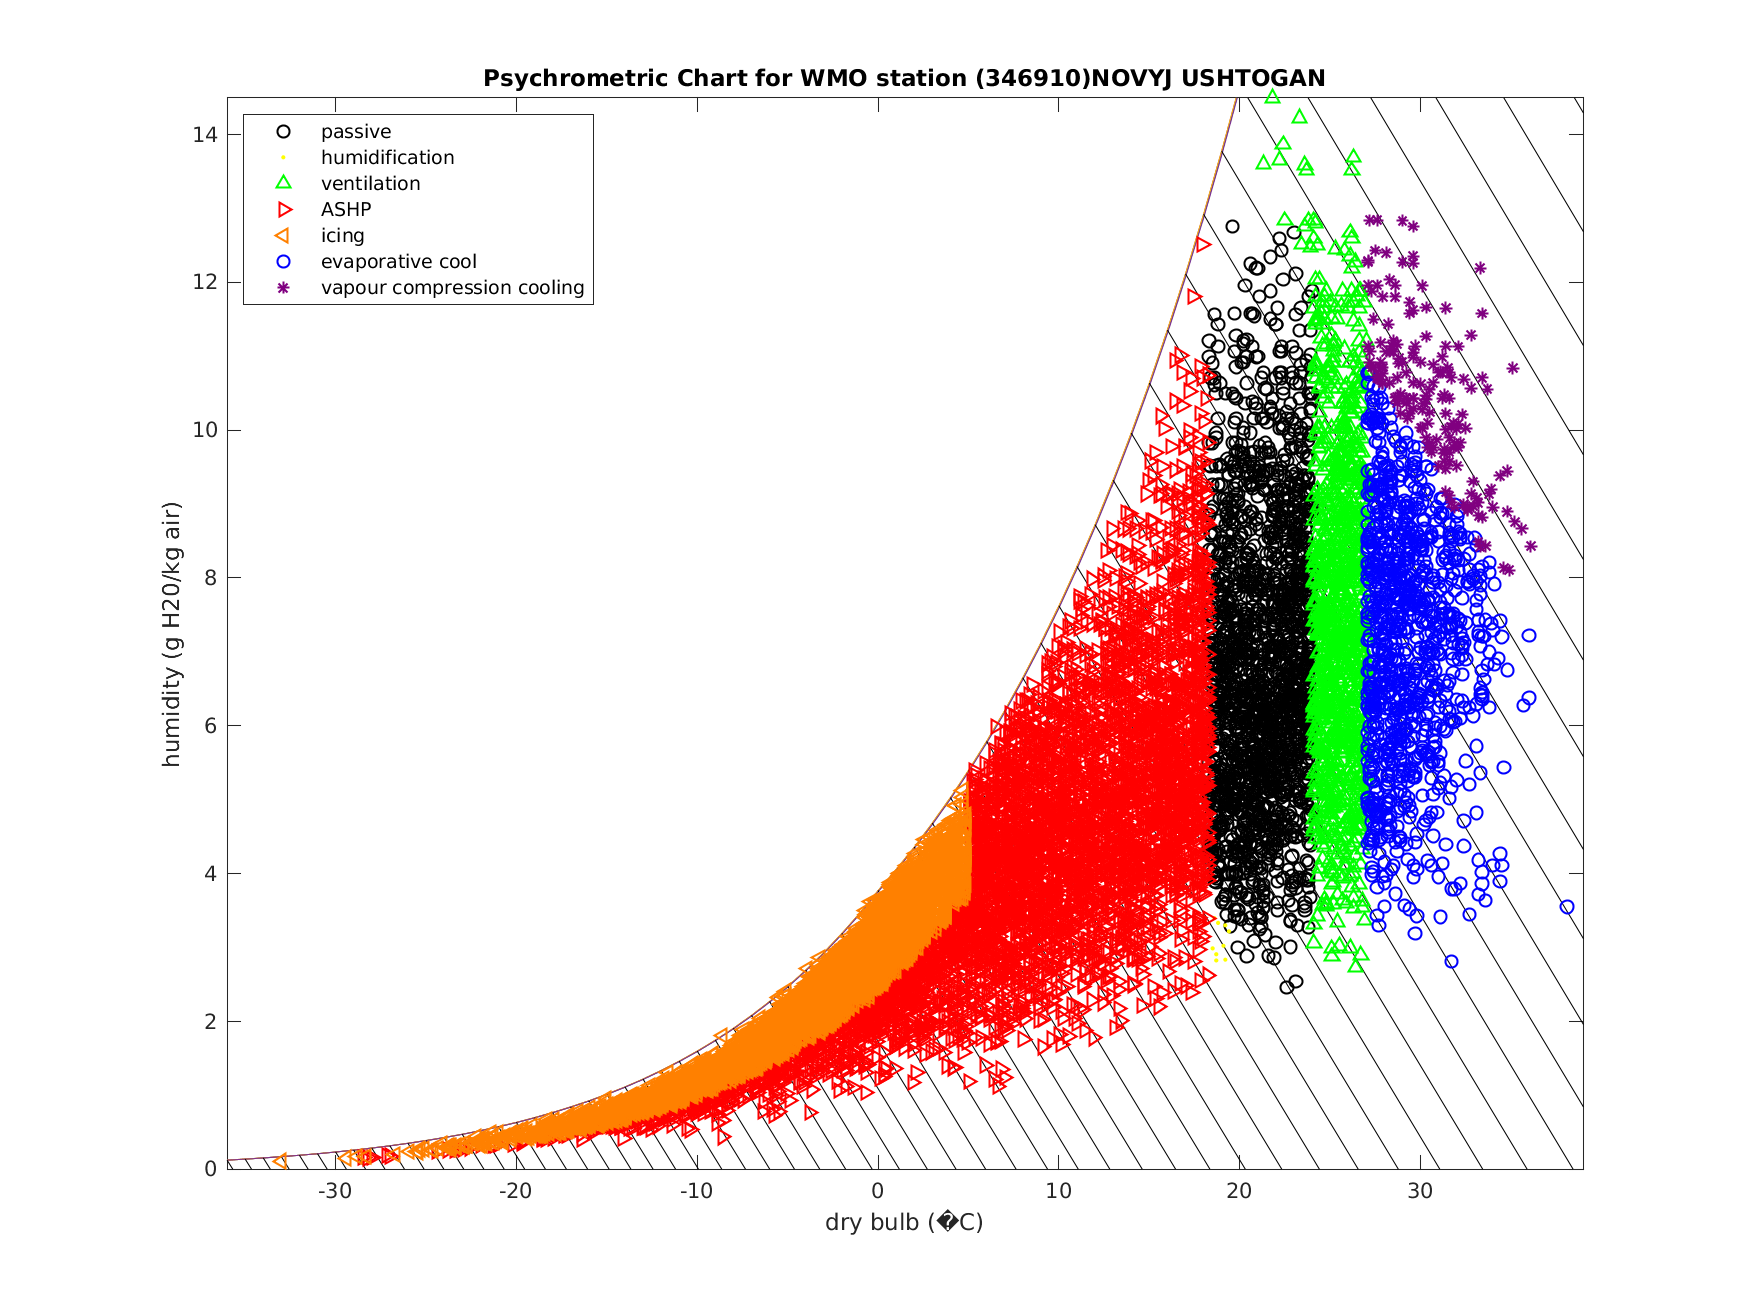 Psychrometric Chart for WMO station (346910)NOVYJ USHTOGAN
passive
humidification
ventilation
ASHP
icing
evaporative cool
vapour compression cooling
humidity (g H20/kg air)
14
12
10
8
6
4
2
0
-30 -20 -10 0 10 20 30
dry bulb (�C)